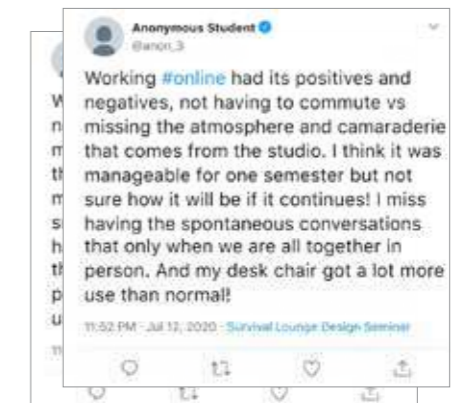 Anonymous Student
@anon_3
Working #online had its positives and
negatives, not having to commute vs
missing the atmosphere and camaraderie
that comes from the studio. I think it was
manageable for one semester but not
sure how it will be if it continues! I miss
having the spontaneous conversations
that only when we are all together in
person. And my desk chair got a lot more
use than normal!
11:52 PM - Jul 12, 2020 - Survival Lounge Design Seminar